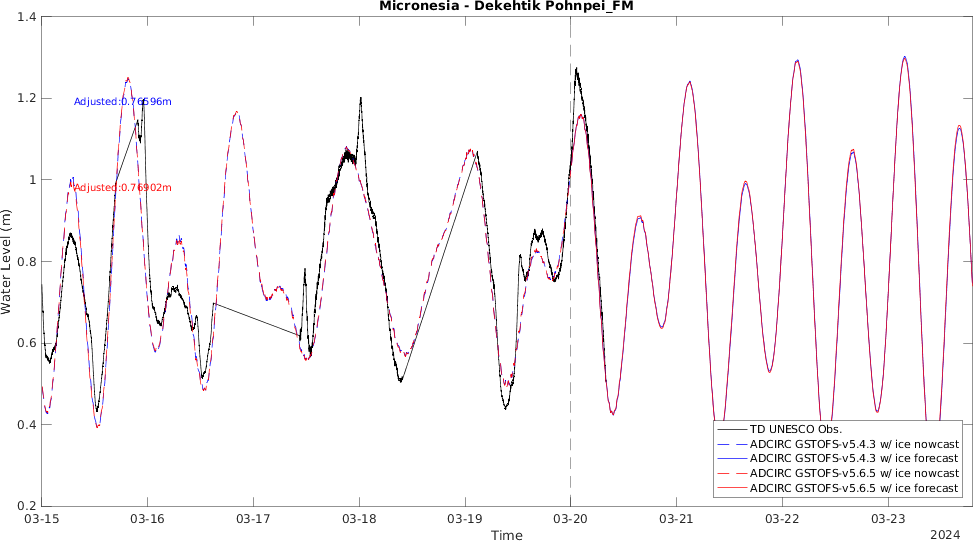 Micronesia - Dekehtik Pohnpei_FM
1.4
1.2
1
0.8
0.6
0.4
0.2
Water Level (m)
Adjusted:0.76596m
Adjusted:0.76902m
TD UNESCO Obs.
ADCIRC GSTOFS-v5.4.3 w/ ice nowcast
ADCIRC GSTOFS-v5.4.3 w/ ice forecast
ADCIRC GSTOFS-v5.6.5 w/ ice nowcast
ADCIRC GSTOFS-v5.6.5 w/ ice forecast
03-15 03-16 03-17 03-18 03-19 03-20 03-21 03-22 03-23
Time
2024